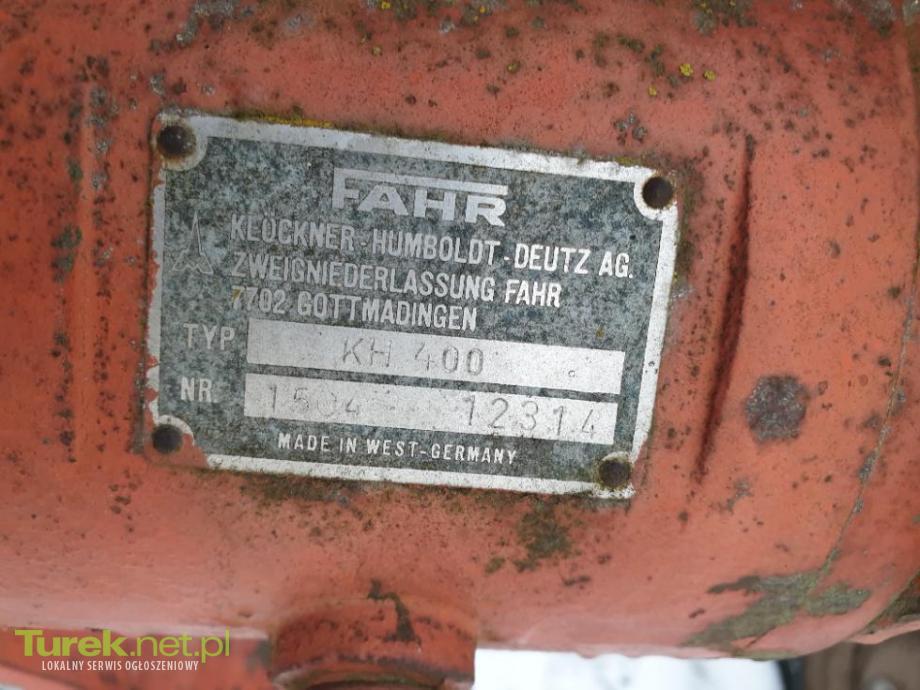 FAHR
KLÖCKNER-HUMBOLDT-DEUTZ AG.
ZWEIGNIEDERLASSUNG FAHR
7702 GOTTMADINGEN
TYP KH 400
NR. 1504 12314
MADE IN WEST-GERMANY
Turek.net.pl
LOKALNY SERWIS OGŁOSZENIOWY